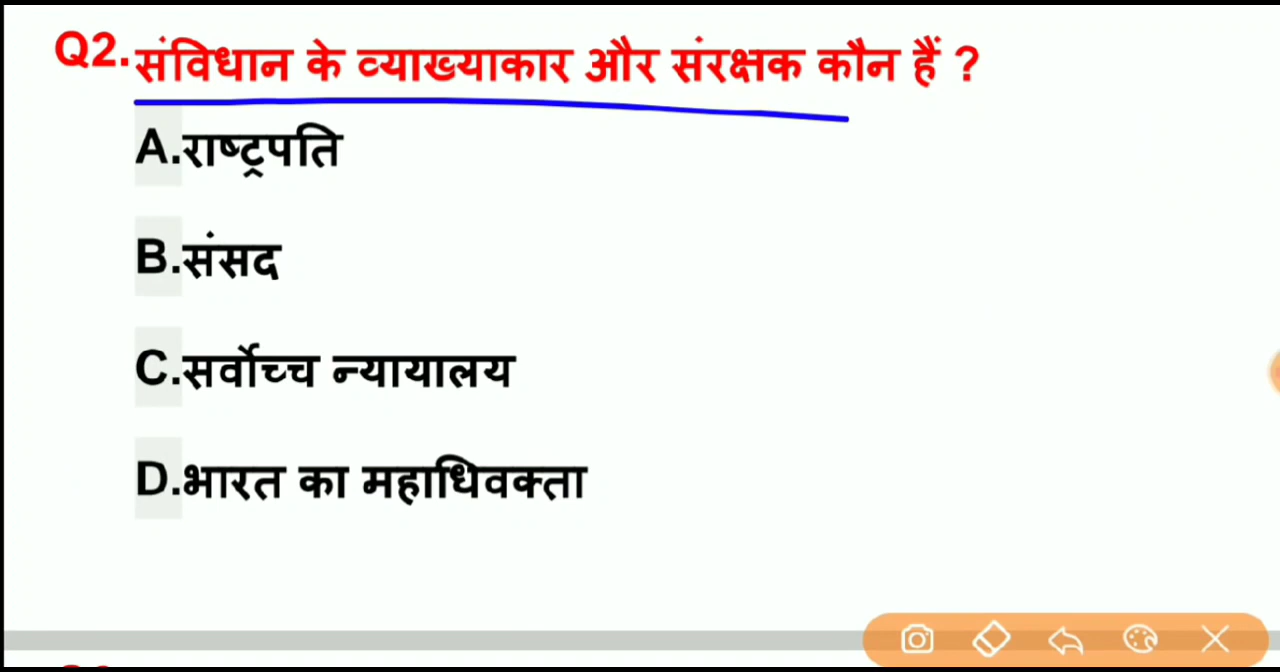 Q2. संविधान के व्याख्याकार और संरक्षक कौन हैं ?
A.राष्ट्रपति
B.संसद
C.सर्वोच्च न्यायालय
D.भारत का महाधिवक्ता